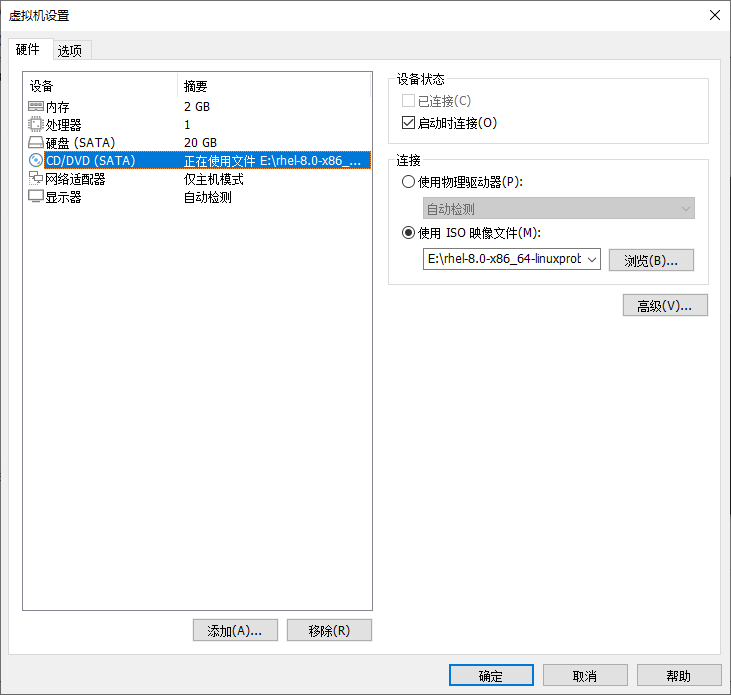 虚拟机设置
硬件 选项
设备 摘要
内存 2 GB
处理器 1
硬盘 (SATA) 20 GB
CD/DVD (SATA) 正在使用文件 E:\rhel-8.0-x86_...
网络适配器 仅主机模式
显示器 自动检测
添加(A)... 移除(R)
设备状态
已连接(C)
启动时连接(O)
连接
使用物理驱动器(P):
自动检测
使用 ISO 映像文件(M):
E:\rhel-8.0-x86_64-linuxprob 浏览(B)...
高级(V)...
确定 取消 帮助